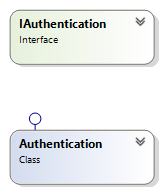 IAuthentication
Interface
Authentication
Class